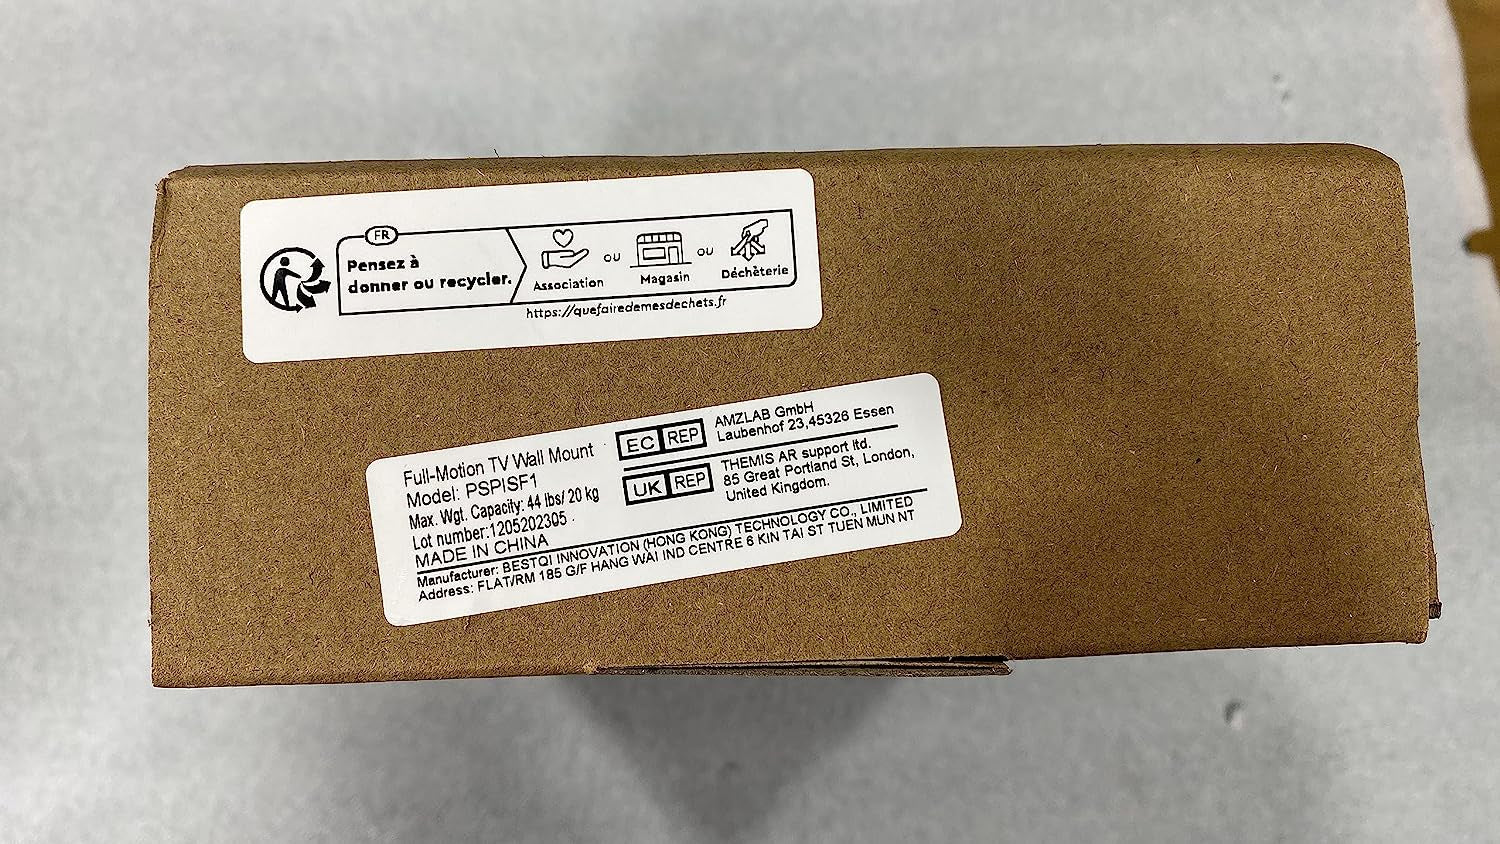 FR
Pensez à
donner ou recycler.
Association
ou
Magasin
ou
Déchèterie
https://quefairedemesdechets.fr
Full-Motion TV Wall Mount
Model: PSPISF1
Max. Wgt. Capacity: 44 lbs/ 20 kg
Lot number:1205202305
MADE IN CHINA
EC REP
AMZLAB GmbH
Laubenhof 23,45326 Essen
UK REP
THEMIS AR support ltd.
85 Great Portland St, London,
United Kingdom.
Manufacturer: BESTQI INNOVATION (HONG KONG) TECHNOLOGY CO., LIMITED
Address: FLAT/RM 185 G/F HANG WAI IND CENTRE 6 KIN TAI ST TUEN MUN NT